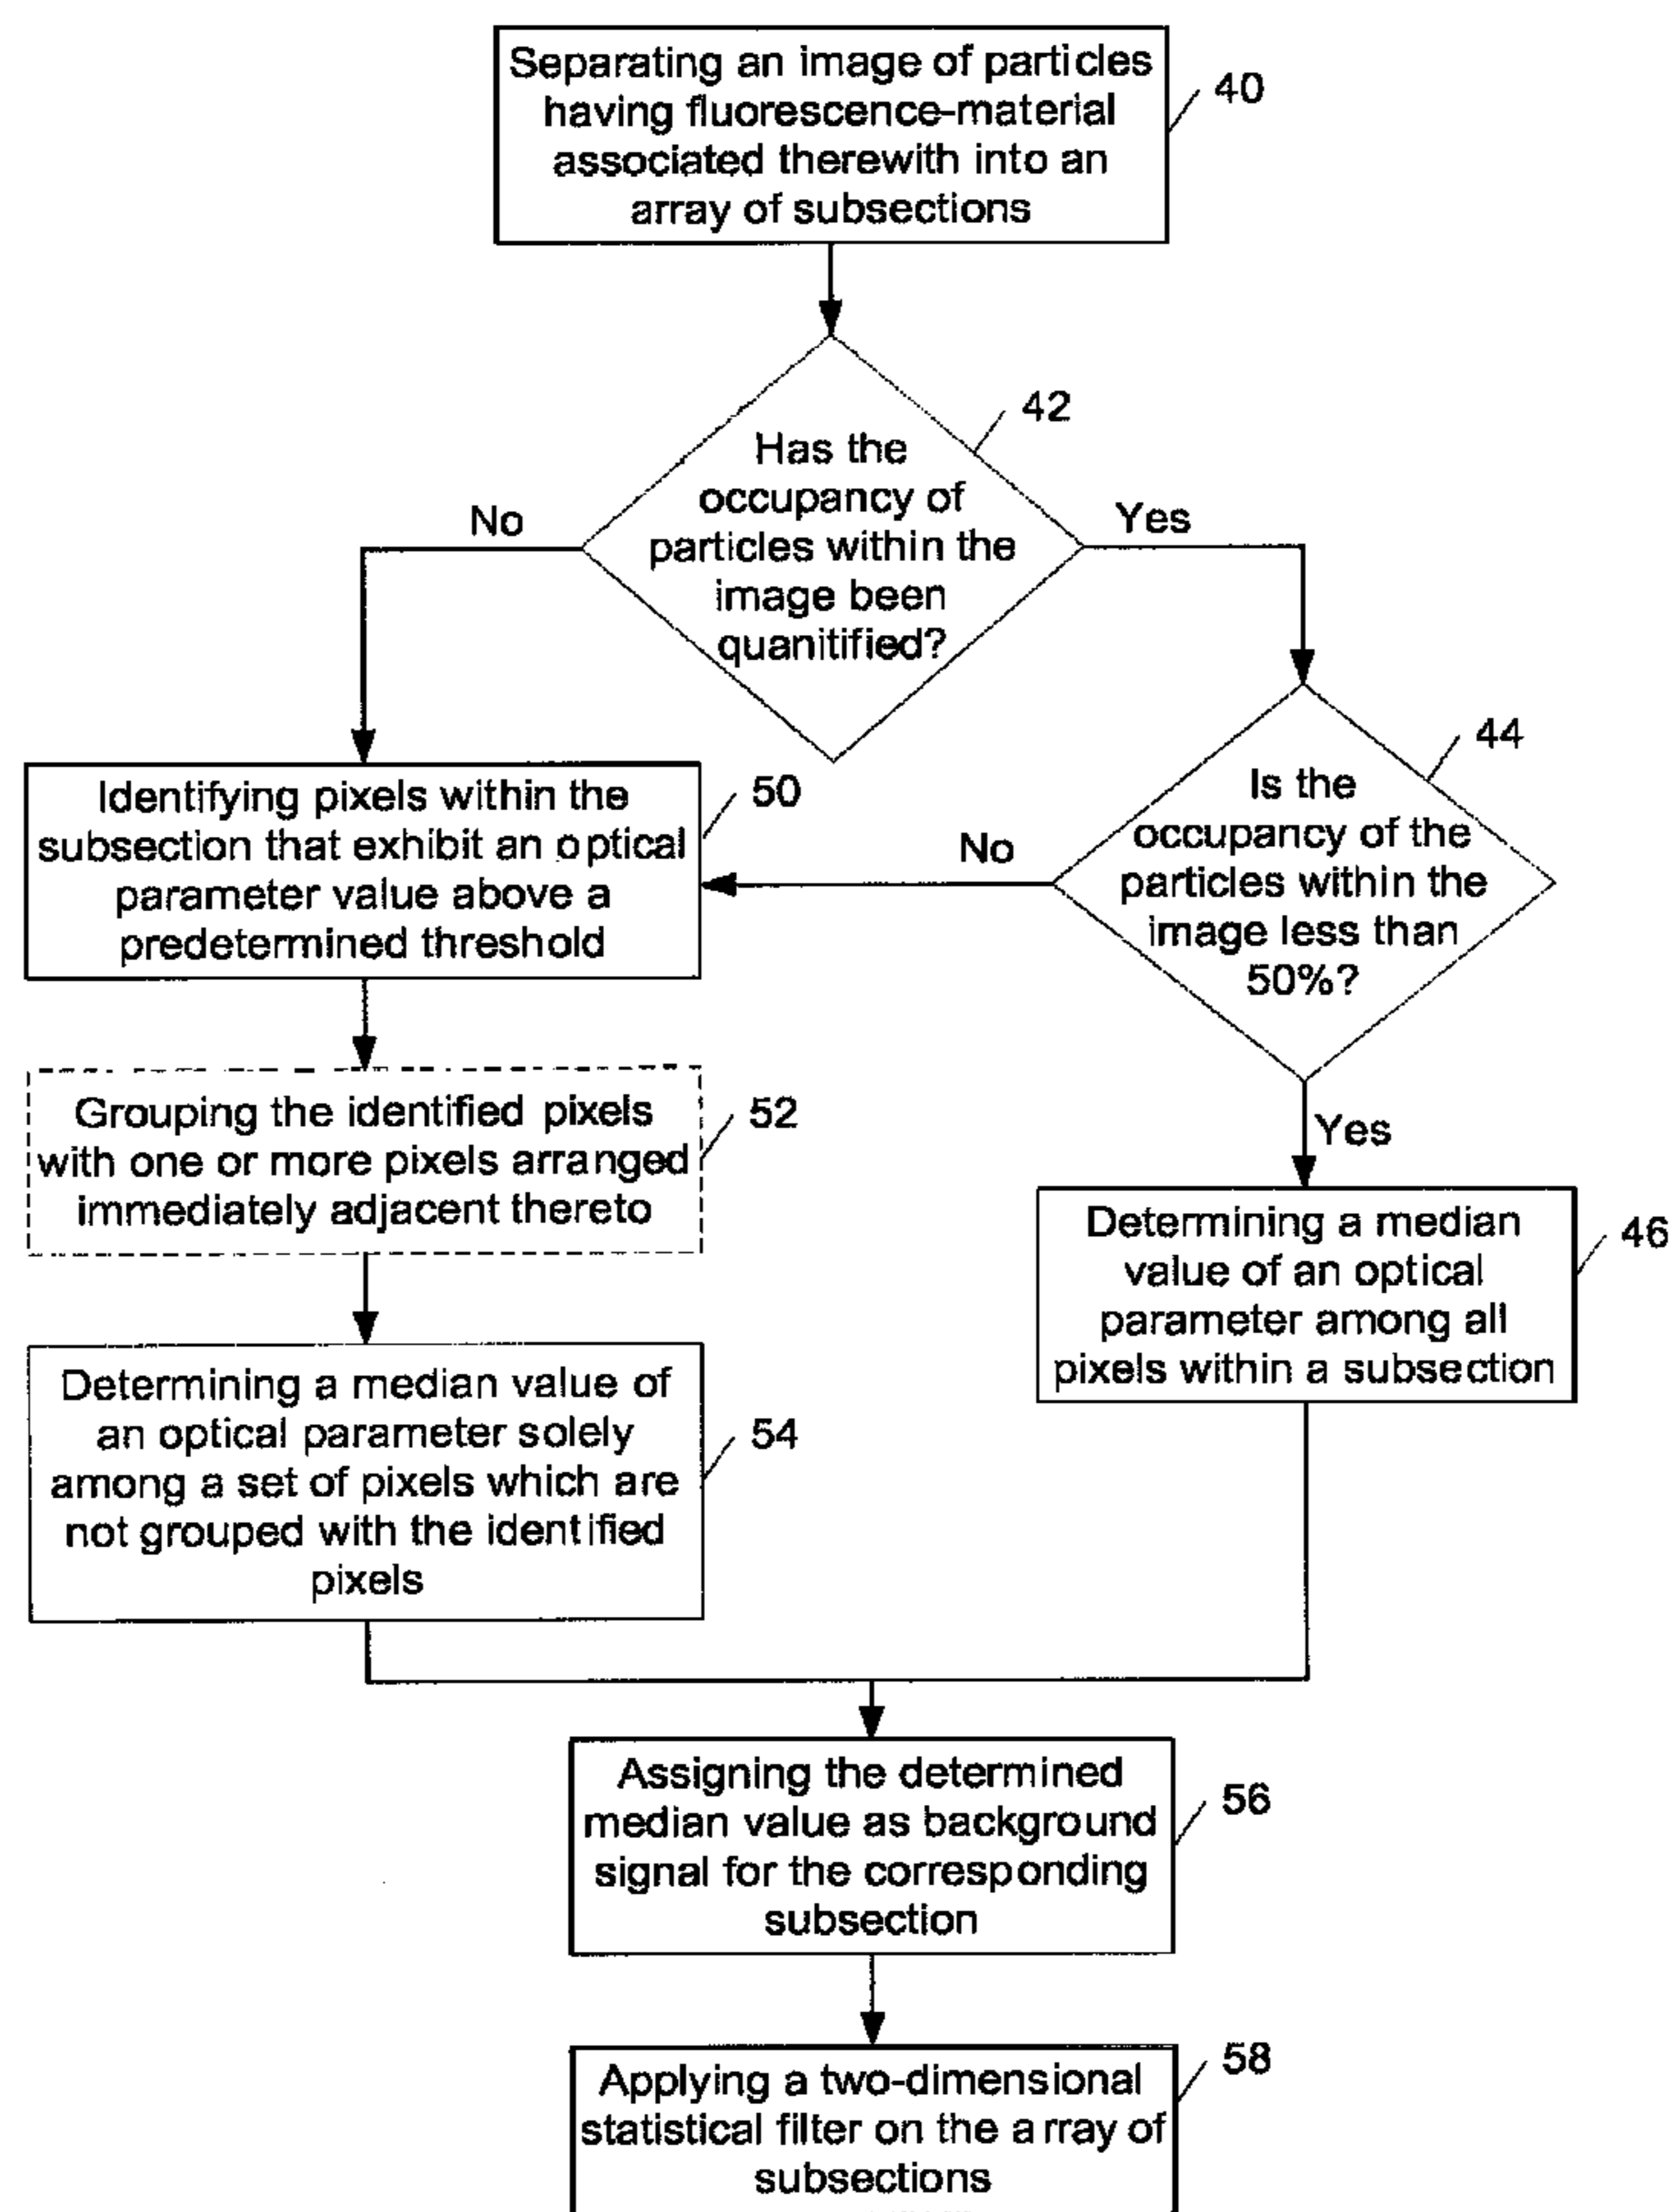 Separating an image of particles
having fluorescence-material
associated therewith into an
array of subsections
40
42
Has the
occupancy of
particles within the
image been
quanitified?
No
Yes
44
Is the
occupancy of the
particles within the
image less than
50%?
No
Yes
Identifying pixels within the
subsection that exhibit an optical
parameter value above a
predetermined threshold
50
Grouping the identified pixels
with one or more pixels arranged
immediately adjacent thereto
52
Determining a median
value of an optical
parameter among all
pixels within a subsection
46
Determining a median value of
an optical parameter solely
among a set of pixels which are
not grouped with the identified
pixels
54
Assigning the determined
median value as background
signal for the corresponding
subsection
56
Applying a two-dimensional
statistical filter on the array of
subsections
58